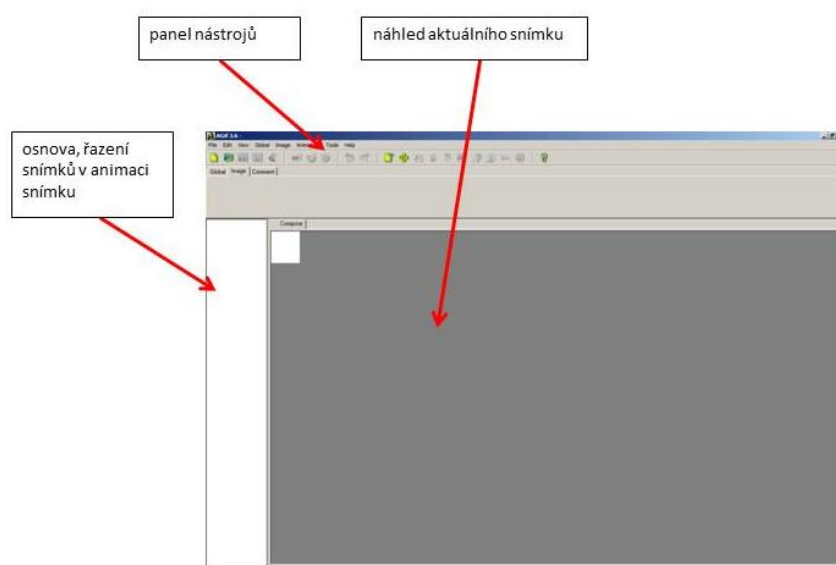 panel nástrojů
náhled aktuálního snímku
osnova, řazení
snímků v animaci
snímku
File Edit View Global Image Tools Help
Global Image Comment
Compose